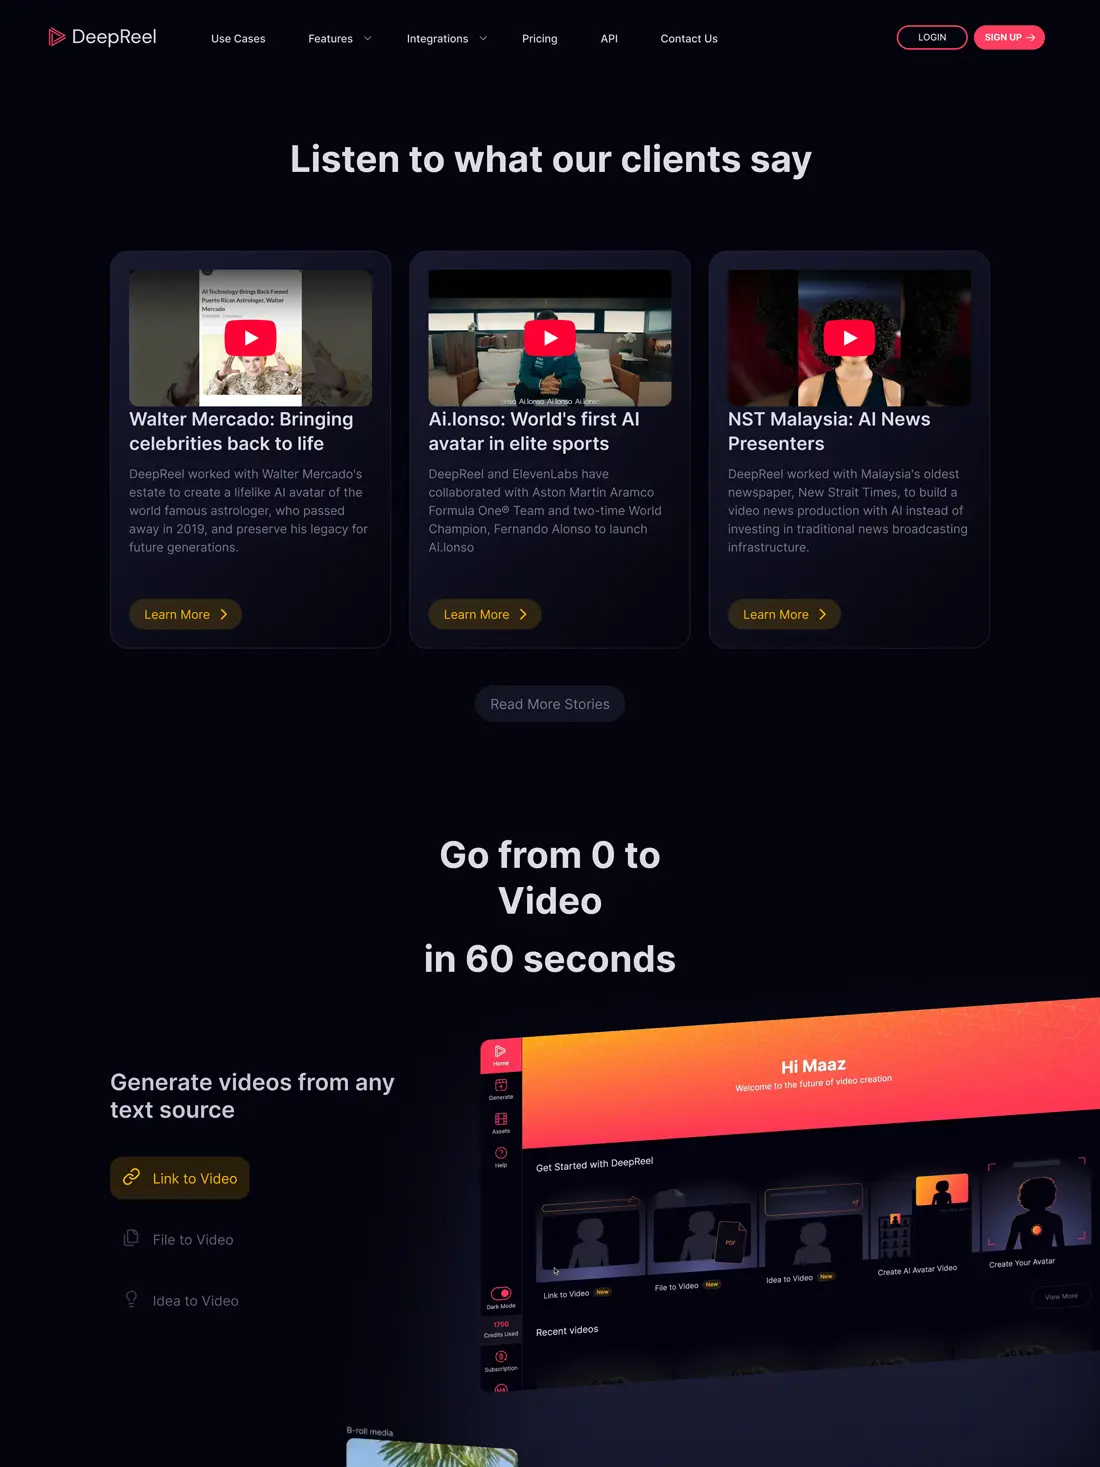 DeepReel
Use Cases
Features
Integrations
Pricing
API
Contact Us
LOGIN
SIGN UP
Listen to what our clients say
AI Technology Brings Back Famed
Puerto Rican Astrologer, Walter
Mercado
Walter Mercado: Bringing
celebrities back to life
DeepReel worked with Walter Mercado's
estate to create a lifelike AI avatar of the
world famous astrologer, who passed
away in 2019, and preserve his legacy for
future generations.
Learn More
Ai.lonso Ai.lonso
Ai.lonso: World's first AI
avatar in elite sports
DeepReel and ElevenLabs have
collaborated with Aston Martin Aramco
Formula One® Team and two-time World
Champion, Fernando Alonso to launch
Ai.lonso
Learn More
NST Malaysia: AI News
Presenters
DeepReel worked with Malaysia's oldest
newspaper, New Strait Times, to build a
video news production with AI instead of
investing in traditional news broadcasting
infrastructure.
Learn More
Read More Stories
Go from 0 to
Video
in 60 seconds
Generate videos from any
text source
Link to Video
File to Video
Idea to Video
Home
Generate
Assets
Help
Dark Mode
1750
Credits Used
Subscription
MA
Hi Maaz
Welcome to the future of video creation
Get Started with DeepReel
PDF
Link to Video New
File to Video New
Idea to Video New
Create AI Avatar Video
Create Your Avatar
View More
Recent videos
B-roll media